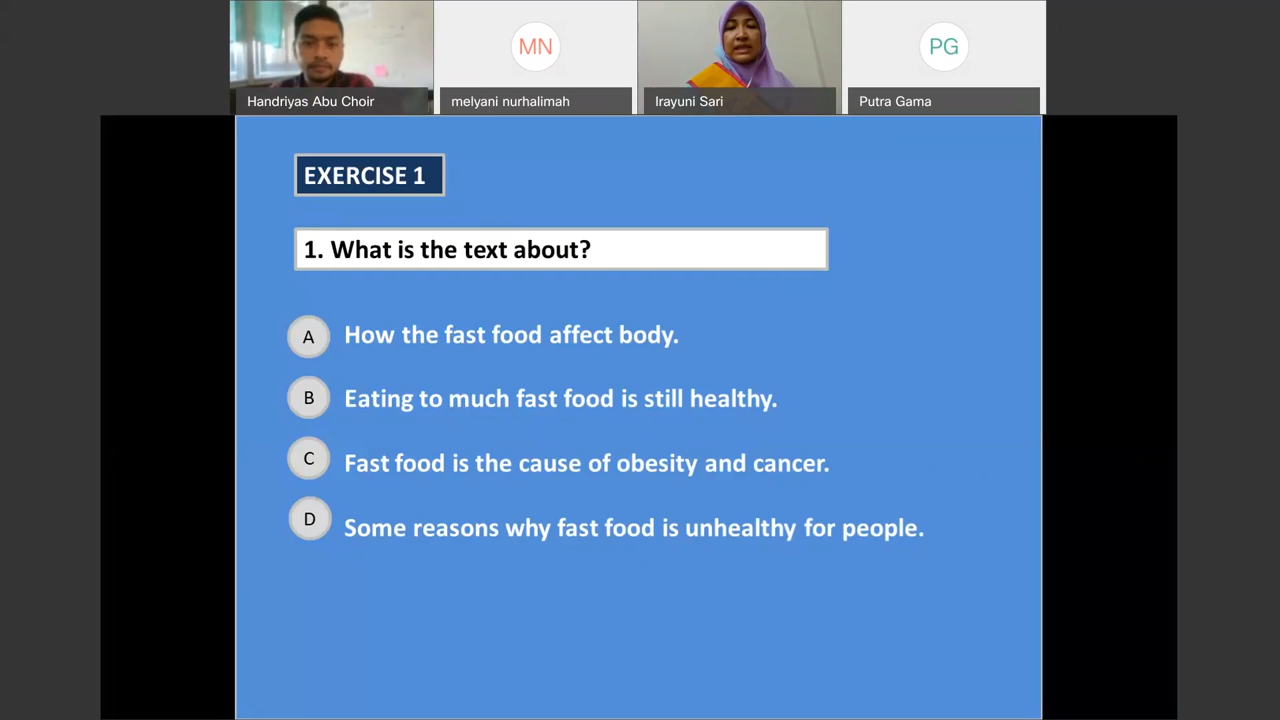 MN
PG
Handriyas Abu Choir
melyani nurhalimah
Irayuni Sari
Putra Gama
EXERCISE 1
1. What is the text about?
A How the fast food affect body.
B Eating to much fast food is still healthy.
C Fast food is the cause of obesity and cancer.
D Some reasons why fast food is unhealthy for people.